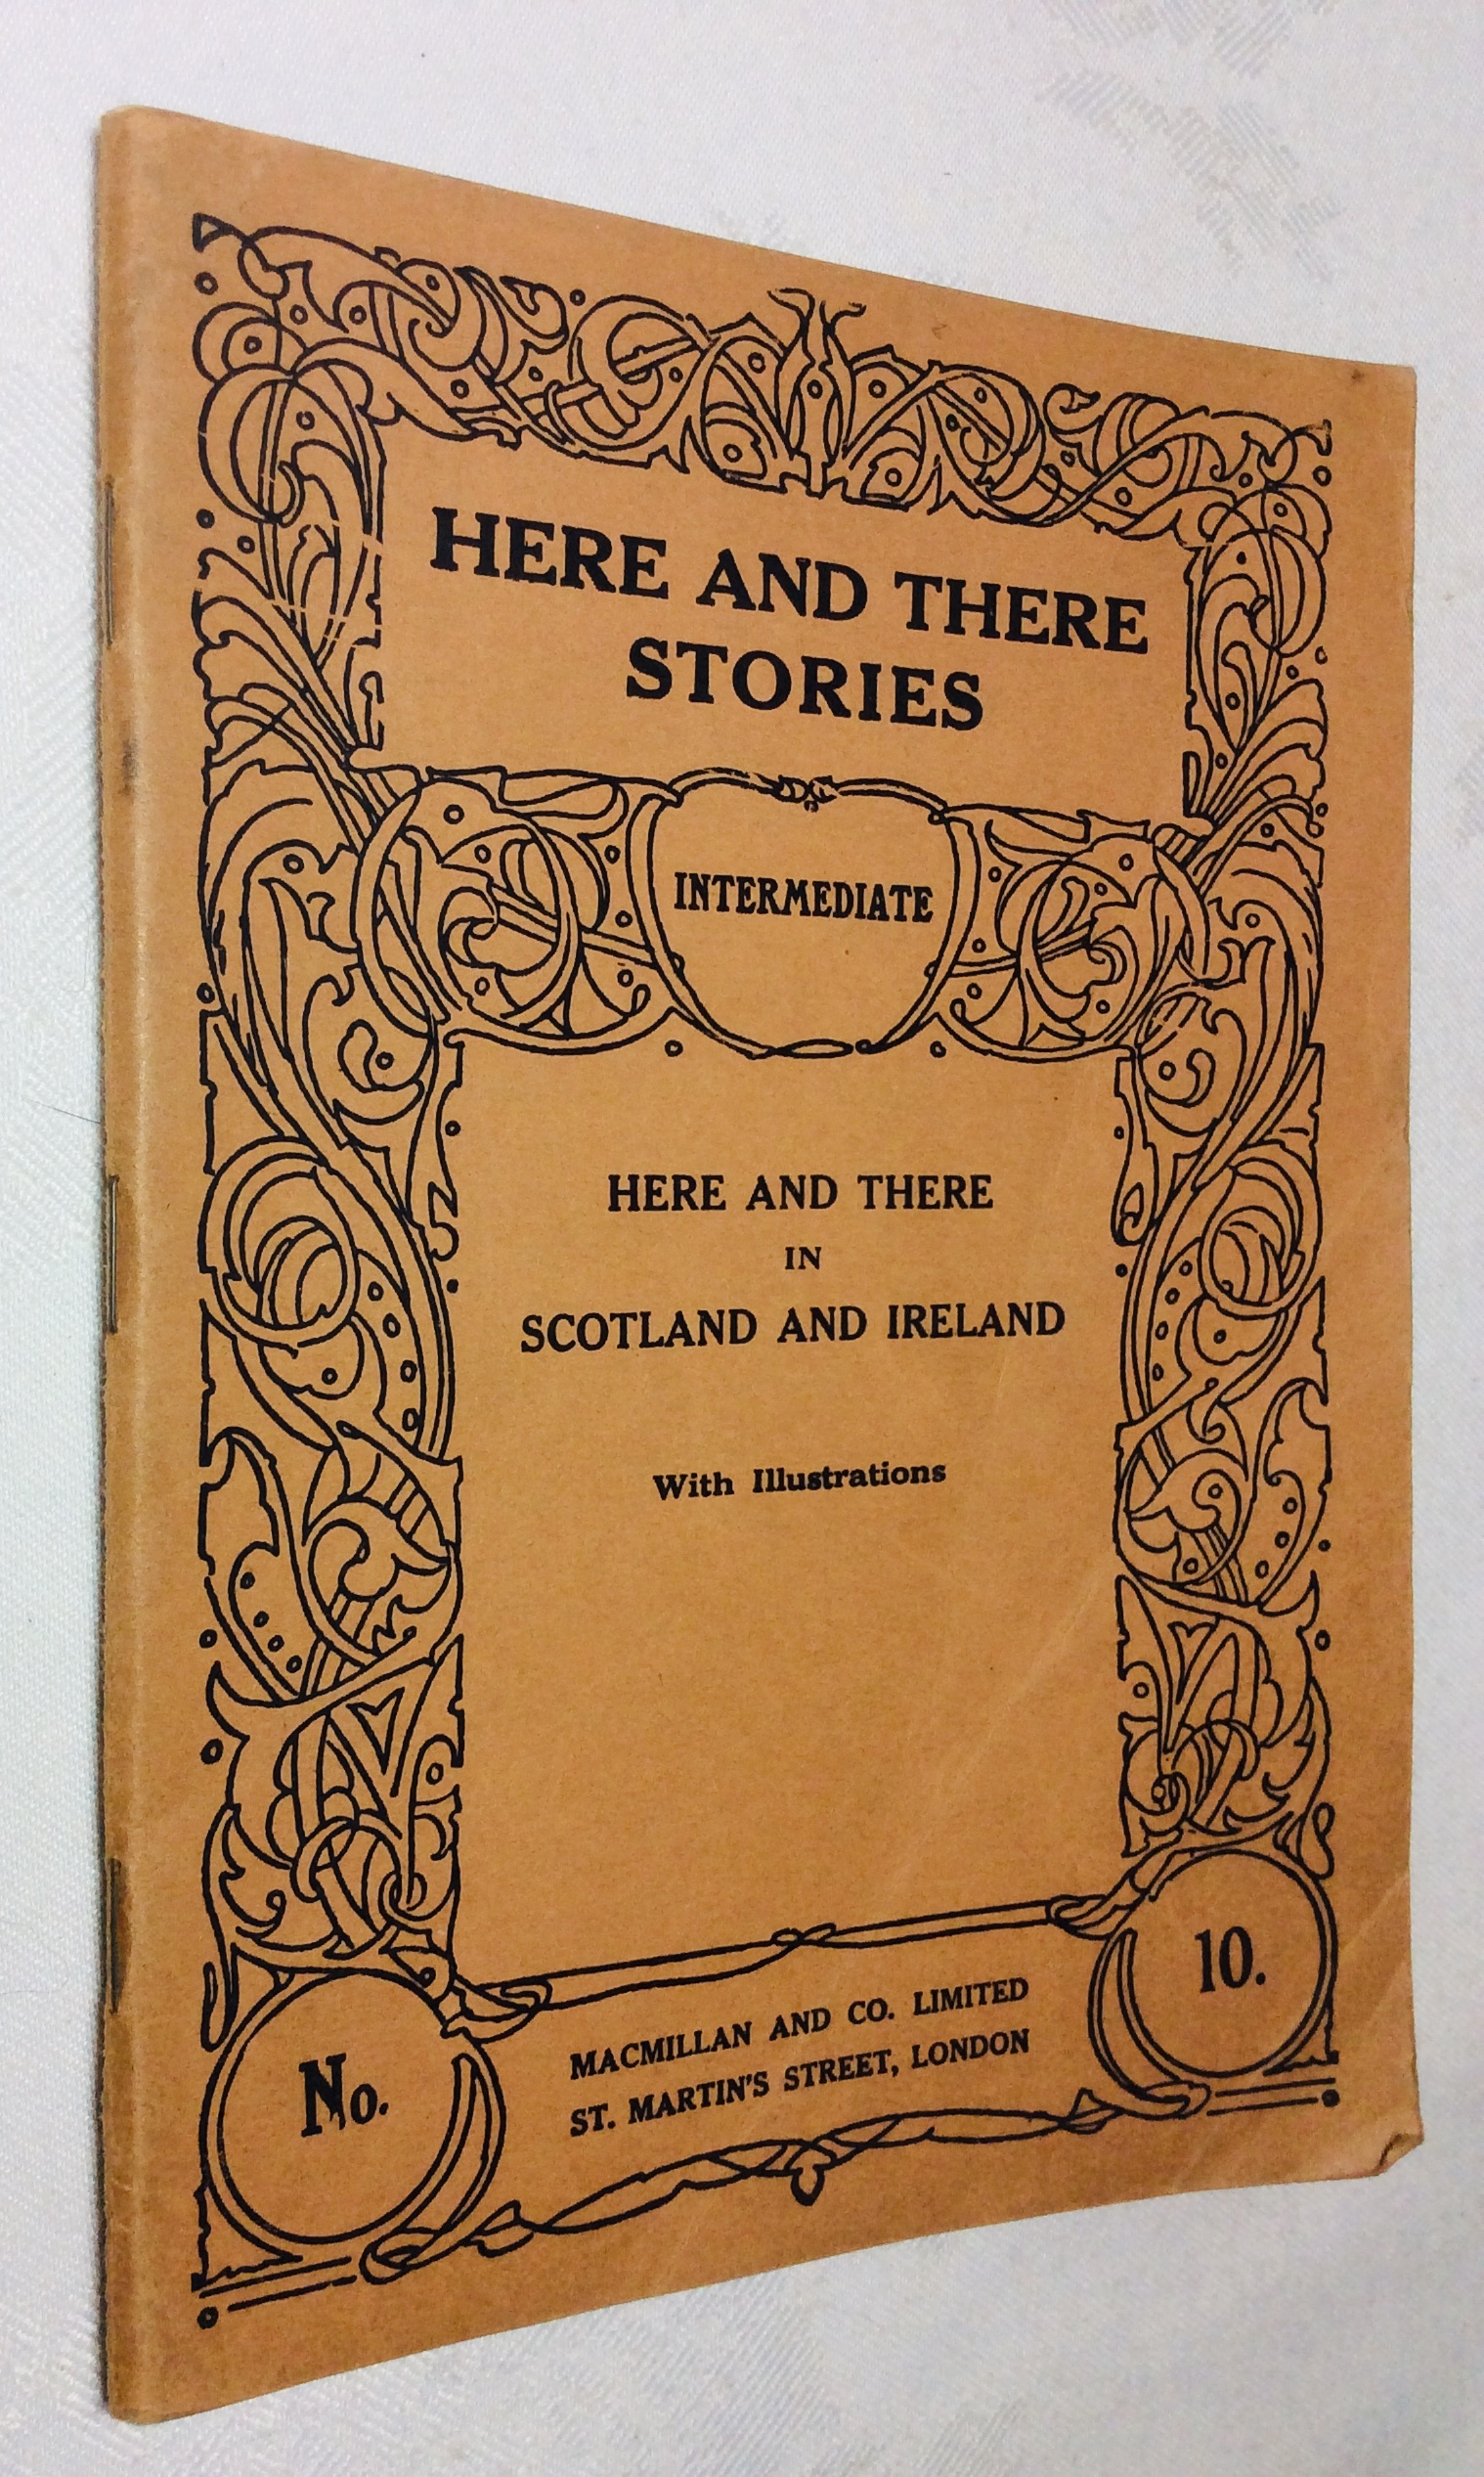 HERE AND THERE
STORIES
INTERMEDIATE
HERE AND THERE
IN
SCOTLAND AND IRELAND
With Illustrations
No.
MACMILLAN AND CO. LIMITED
ST. MARTIN'S STREET, LONDON
10.